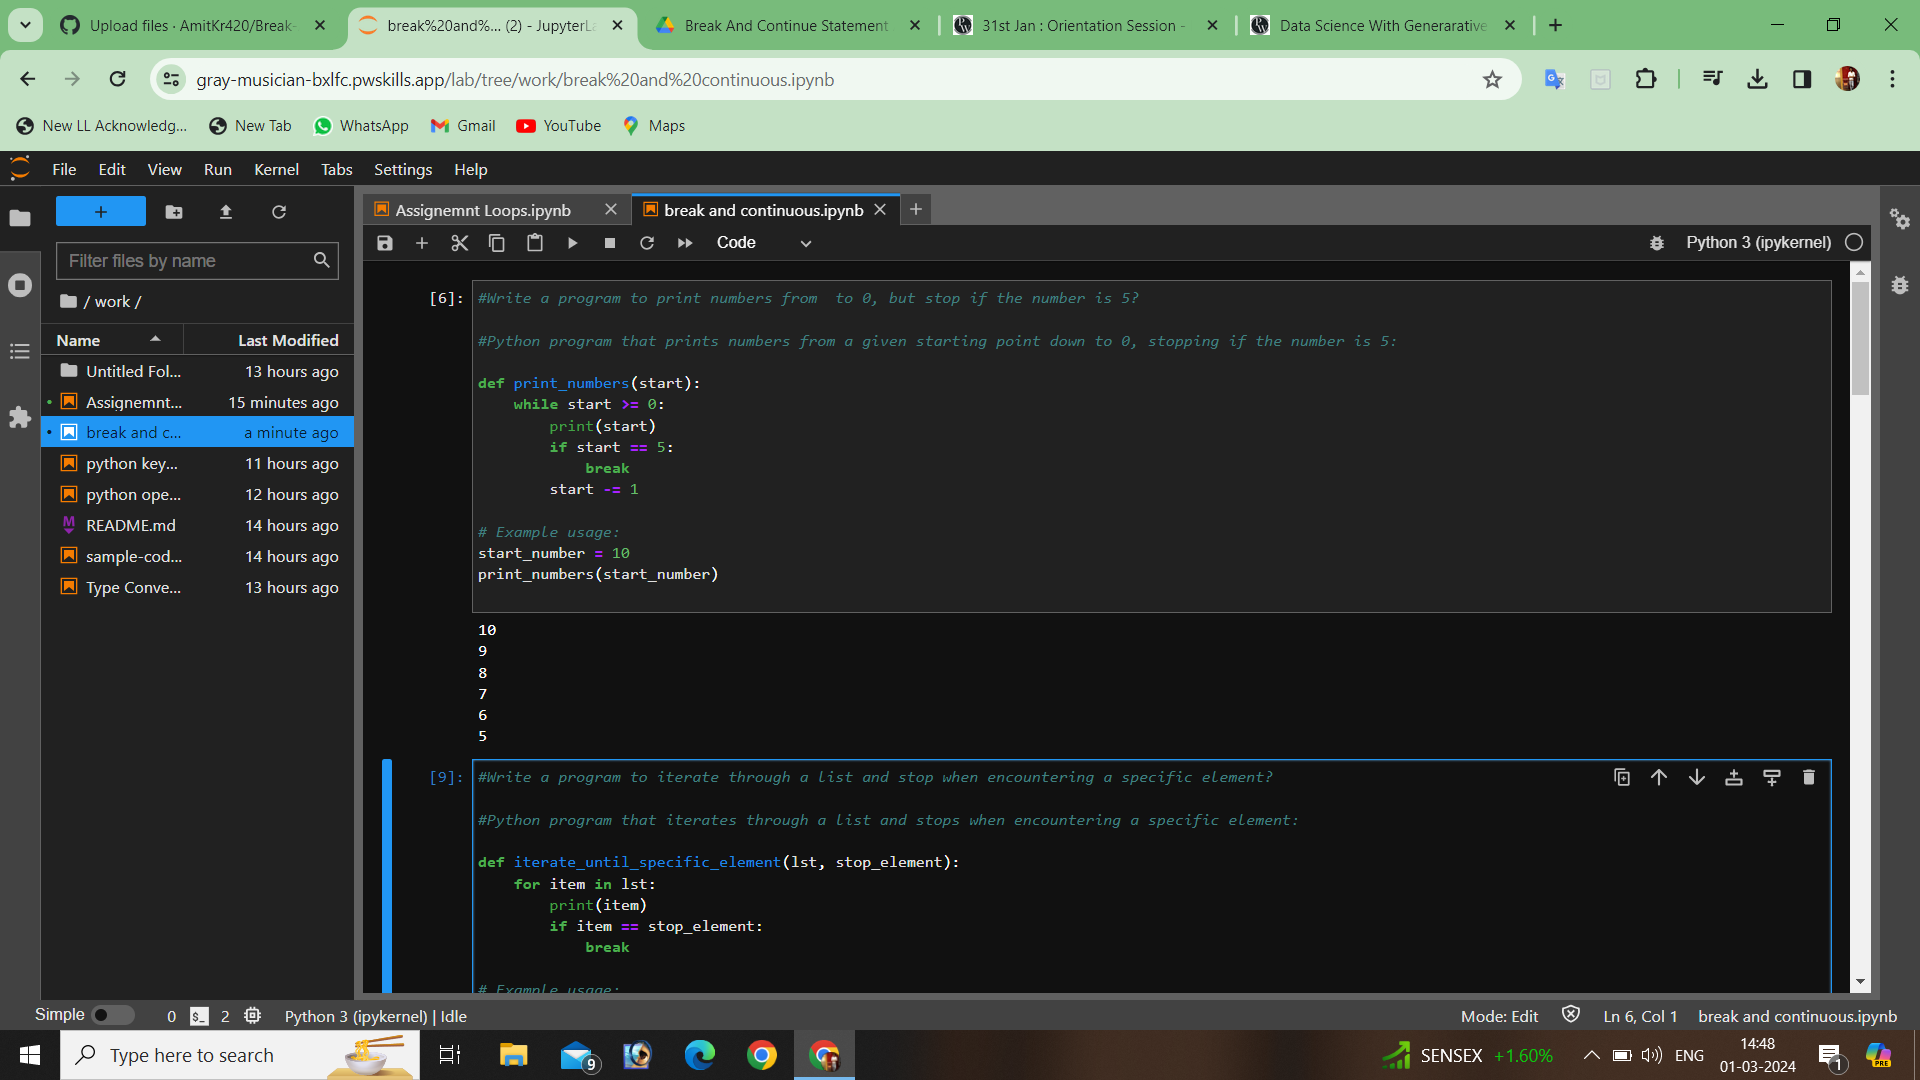 Upload files · AmitKr420/Break-
break%20and%... (2) - JupyterLa
Break And Continue Statement
31st Jan : Orientation Session -
Data Science With Generarative
gray-musician-bxlfc.pwskills.app/lab/tree/work/break%20and%20continuous.ipynb
New LL Acknowledg...
New Tab
WhatsApp
Gmail
YouTube
Maps
File Edit View Run Kernel Tabs Settings Help
Assignemnt Loops.ipynb
break and continuous.ipynb
Code
Python 3 (ipykernel)
Filter files by name
/ work /
Name Last Modified
Untitled Fol... 13 hours ago
Assignemnt... 15 minutes ago
break and c... a minute ago
python key... 11 hours ago
python ope... 12 hours ago
README.md 14 hours ago
sample-cod... 14 hours ago
Type Conve... 13 hours ago
[6]:
#Write a program to print numbers from  to 0, but stop if the number is 5?
#Python program that prints numbers from a given starting point down to 0, stopping if the number is 5:
def print_numbers(start):
    while start >= 0:
        print(start)
        if start == 5:
            break
        start -= 1
# Example usage:
start_number = 10
print_numbers(start_number)
10
9
8
7
6
5
[9]:
#Write a program to iterate through a list and stop when encountering a specific element?
#Python program that iterates through a list and stops when encountering a specific element:
def iterate_until_specific_element(lst, stop_element):
    for item in lst:
        print(item)
        if item == stop_element:
            break
# Example usage:
Simple 0 $_ 2 Python 3 (ipykernel) | Idle
Mode: Edit Ln 6, Col 1 break and continuous.ipynb
Type here to search
9
SENSEX +1.60%
ENG
14:48
01-03-2024
1
PRE